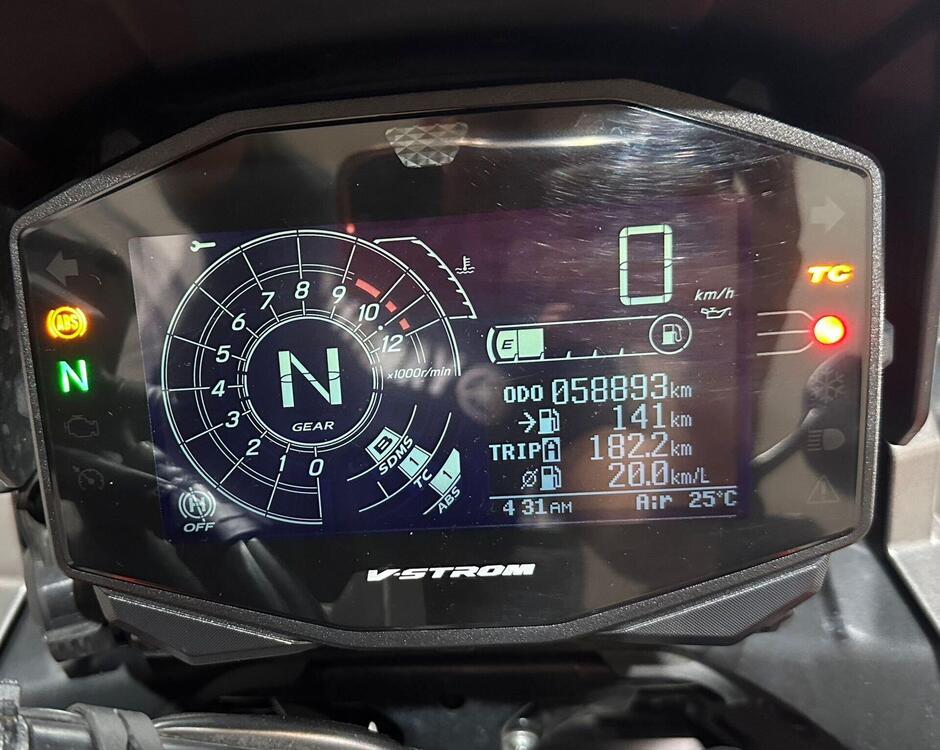 0
km/h
TC
ABS
N
7 8 9 10 12
6
5
4
3
2
1
0
x1000r/min
N
GEAR
E
ODO 058893km
141km
TRIP A 182.2km
20.0km/L
4 31AM Air 25°C
B
SDMS
1
TC
1
ABS
OFF
V-STROM